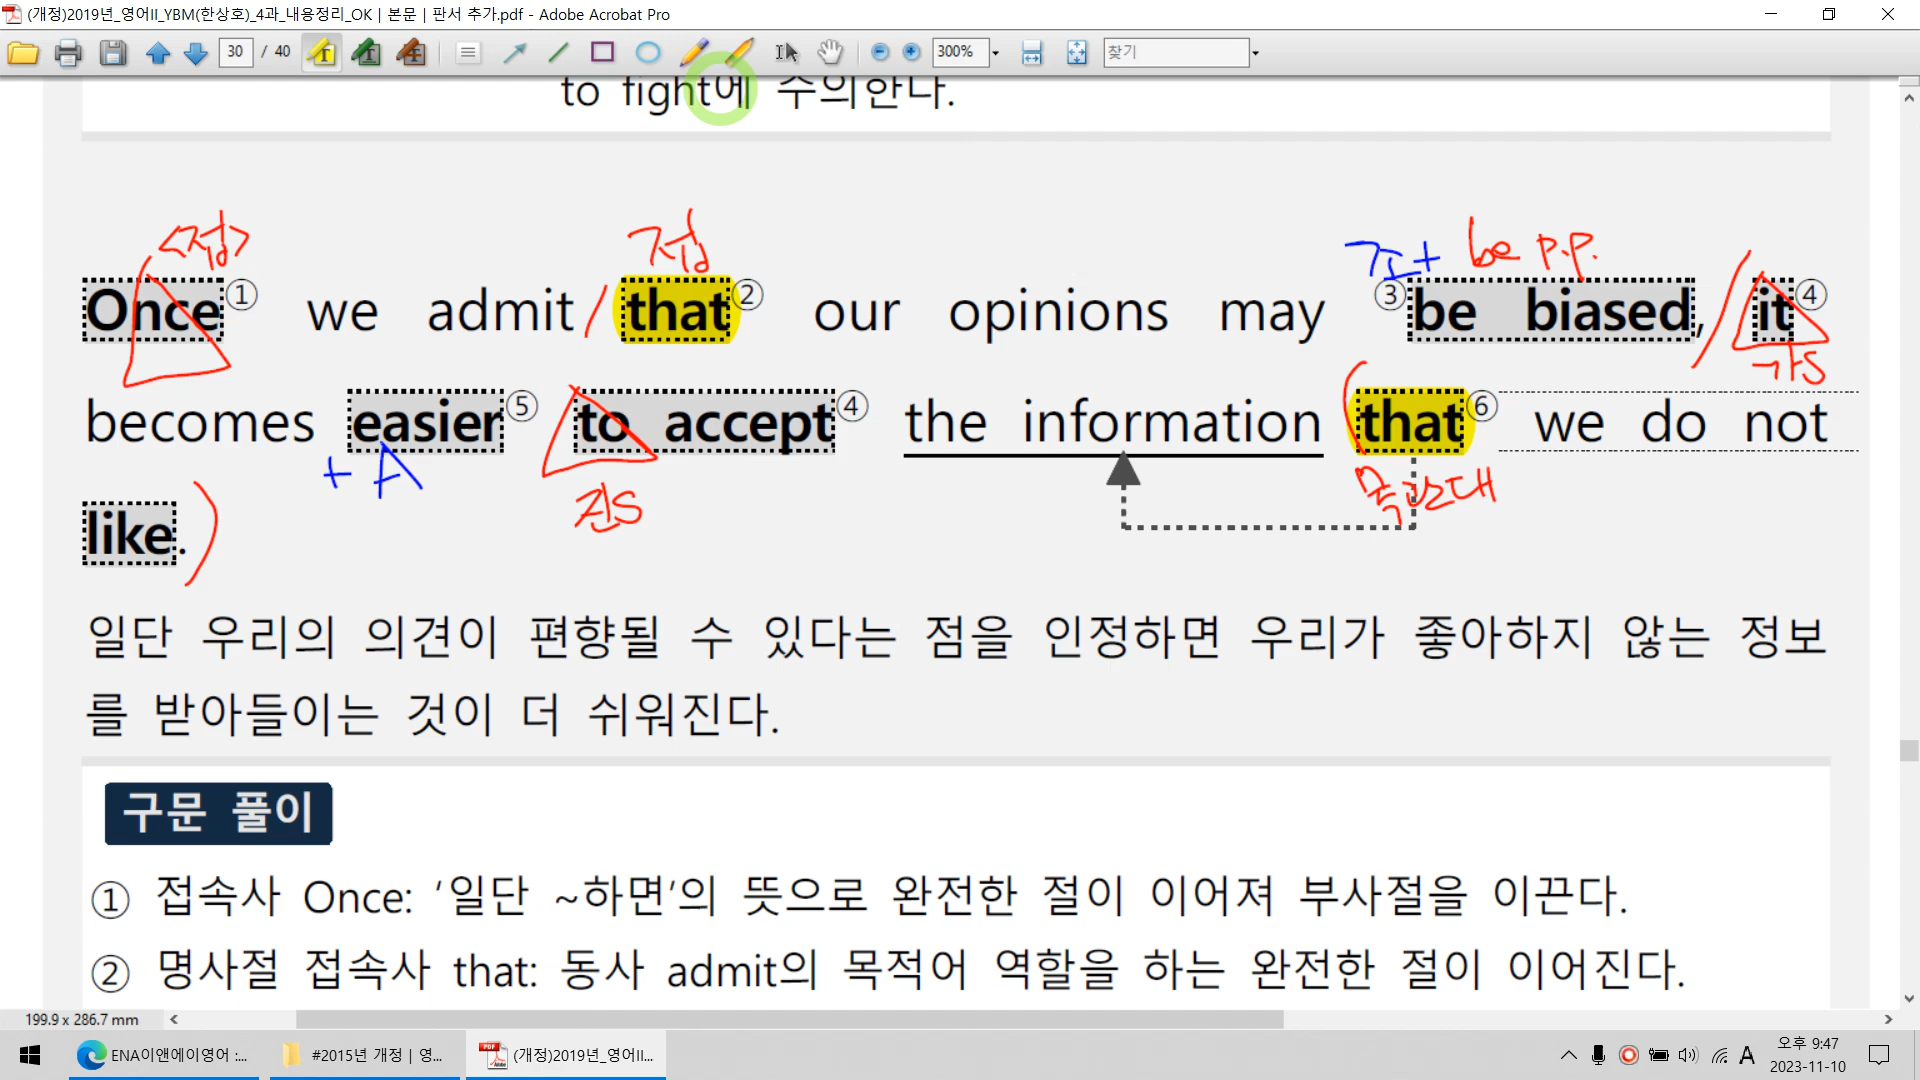 (개정)2019년_영어II_YBM(한상호)_4과_내용정리_OK | 본문 | 판서 추가.pdf - Adobe Acrobat Pro
30 / 40 300% 찾기
to fight에 수의한다.
<접> 접 조+ be p.p.
Once① we admit / that② our opinions may ③be biased, / it④
가S
becomes easier⑤ to accept④ the information (that⑥ we do not
+ A 진S 목관대
like.)
일단 우리의 의견이 편향될 수 있다는 점을 인정하면 우리가 좋아하지 않는 정보
를 받아들이는 것이 더 쉬워진다.
구문 풀이
① 접속사 Once: ‘일단 ~하면’의 뜻으로 완전한 절이 이어져 부사절을 이끈다.
② 명사절 접속사 that: 동사 admit의 목적어 역할을 하는 완전한 절이 이어진다.
199.9 x 286.7 mm
ENA이앤에이영어 :... #2015년 개정 | 영... (개정)2019년_영어II... A 오후 9:47
2023-11-10